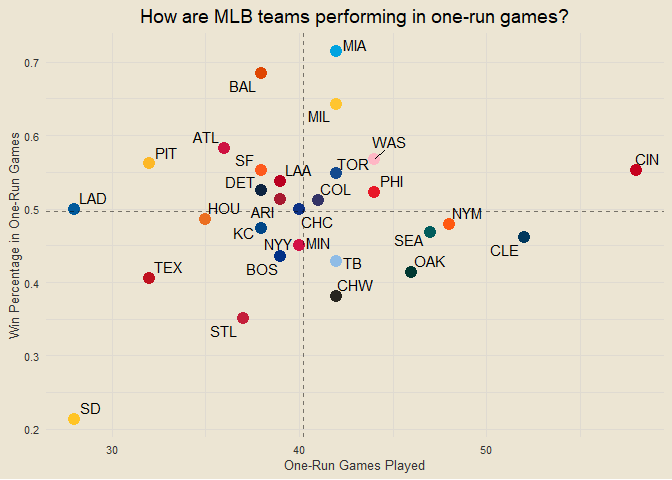 How are MLB teams performing in one-run games?
MIA
0.7
BAL
MIL
0.6
ATL
WAS
PIT
SF
TOR
CIN
LAA
DET
PHI
LAD
COL
0.5
HOU
ARI
NYM
CHC
KC
SEA
NYY
MIN
CLE
BOS
TB
OAK
TEX
0.4
CHW
STL
0.3
SD
0.2
30
40
50
One-Run Games Played
Win Percentage in One-Run Games